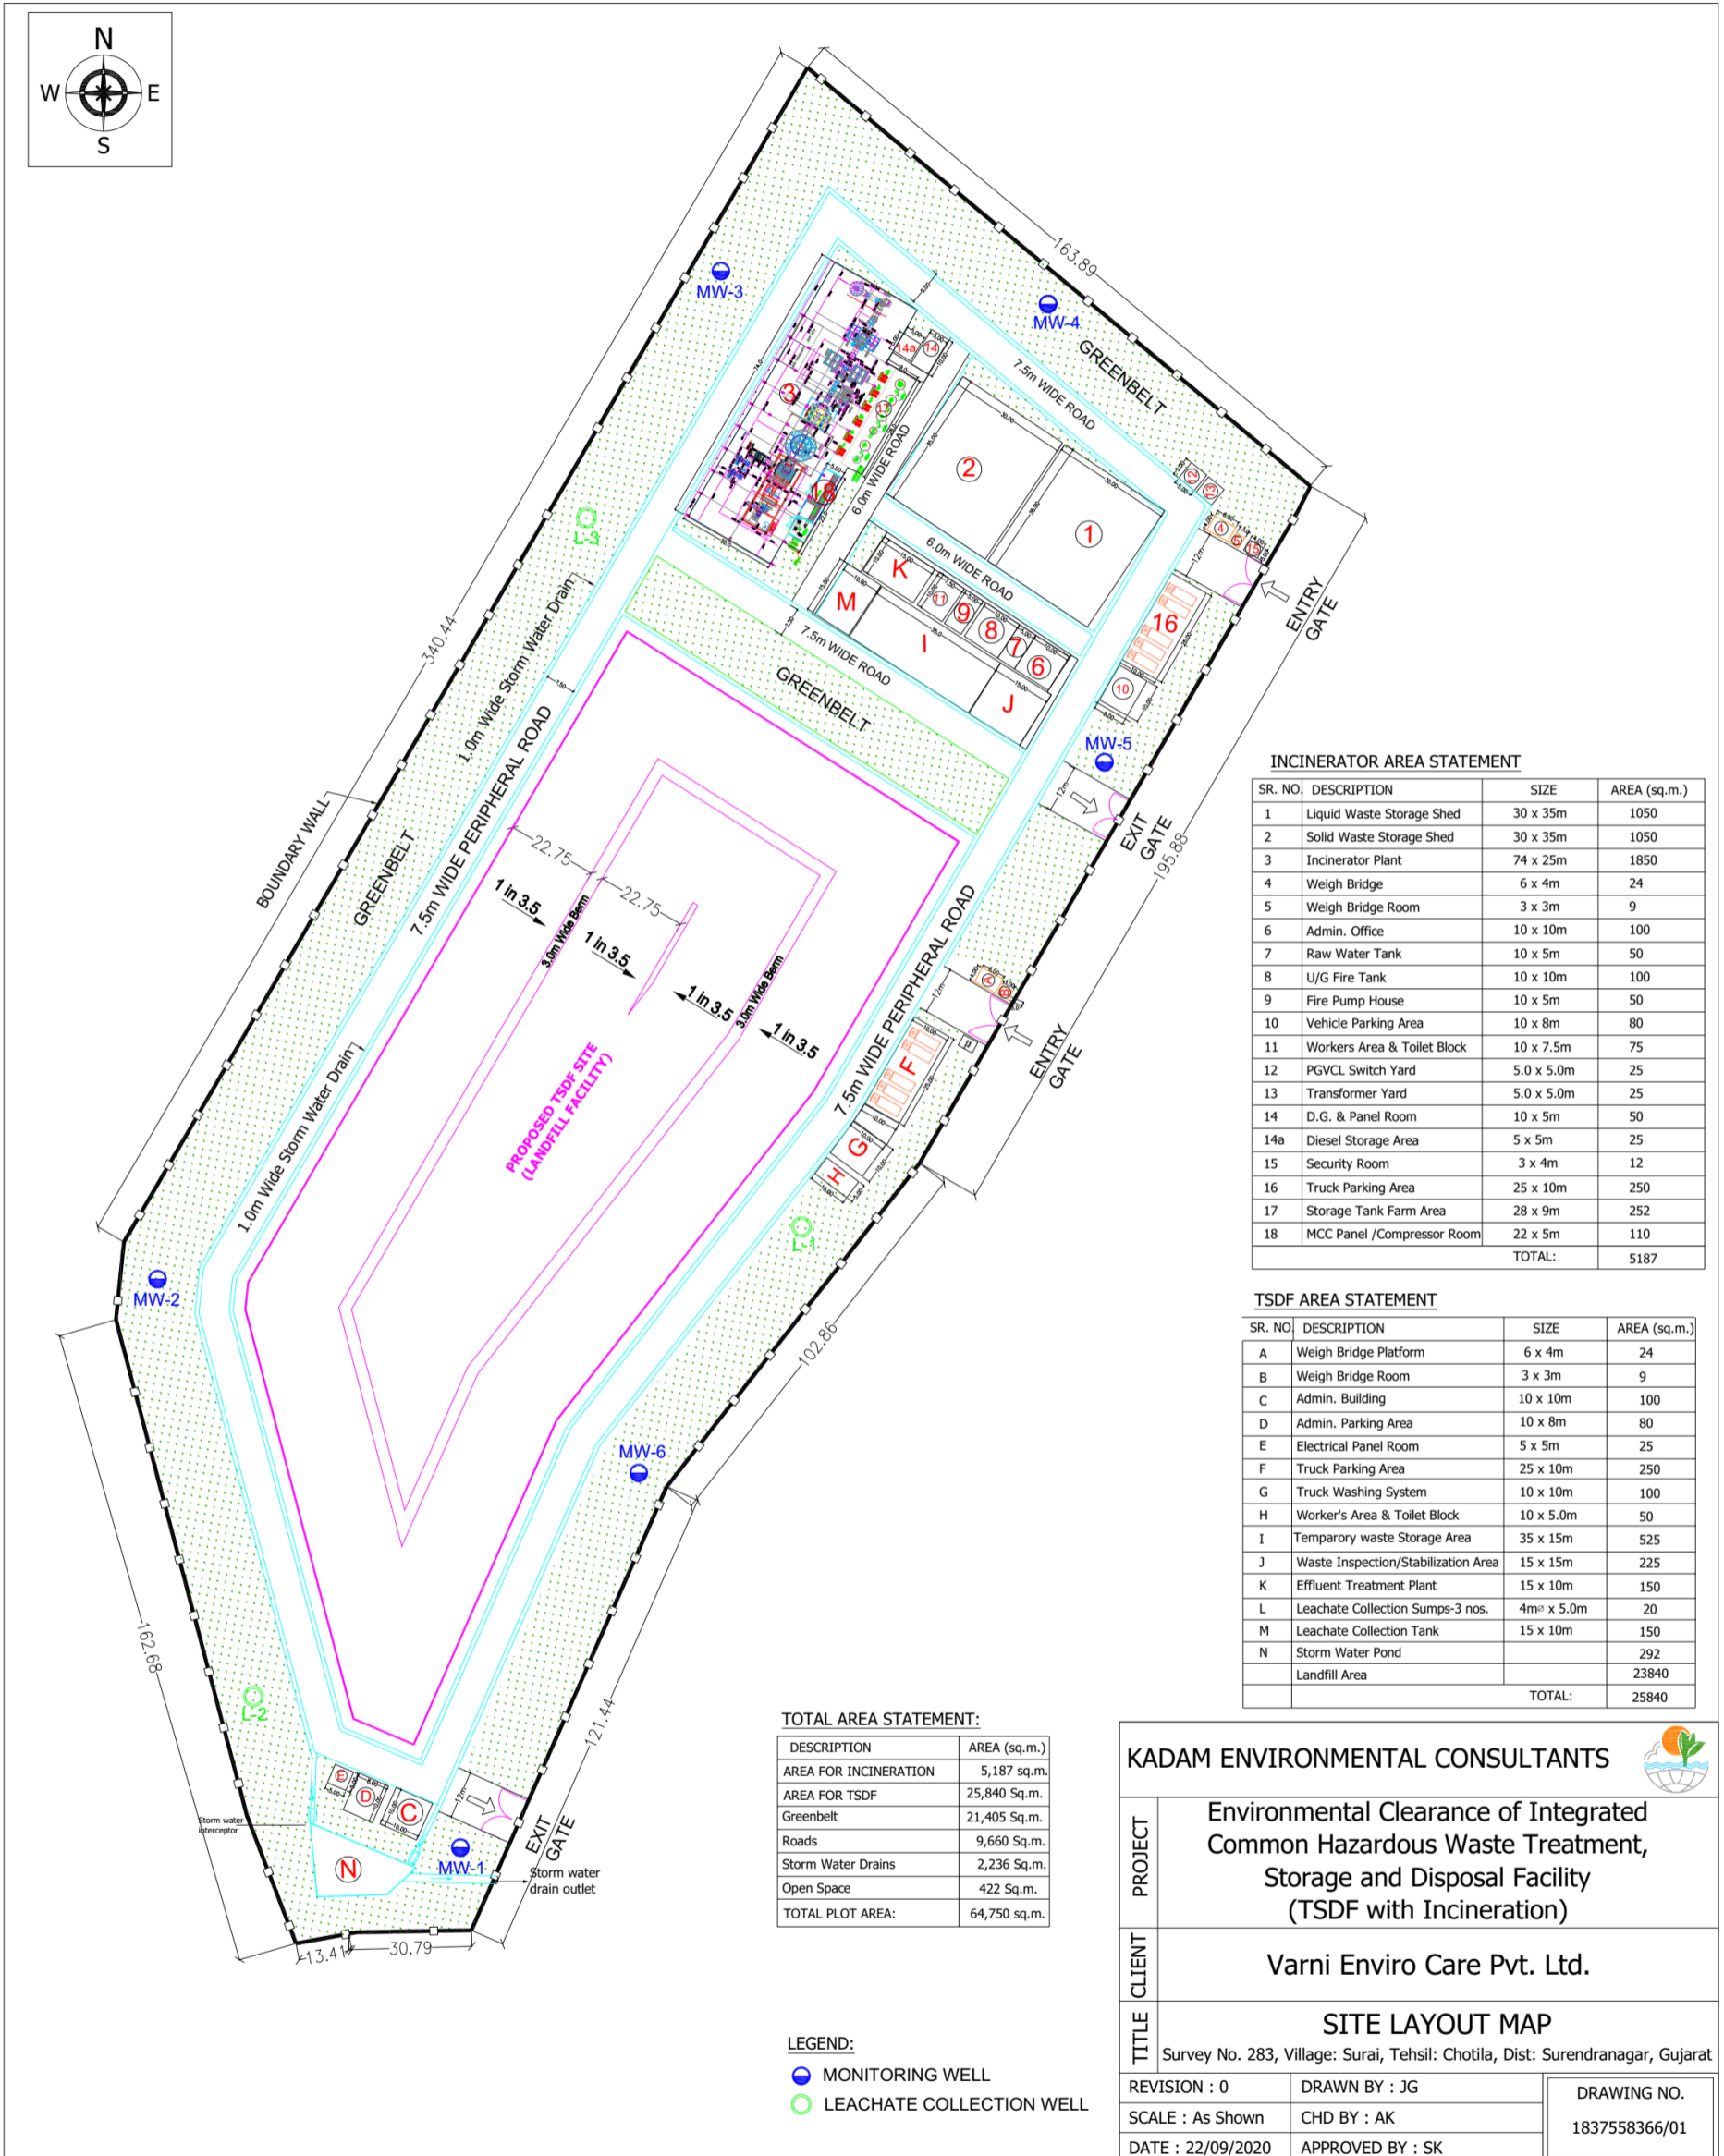 N
W E
S
163.89
MW-3
MW-4
GREENBELT
7.5m WIDE ROAD
14a
14
3
17
18
6.0m WIDE ROAD
2
1
12
13
4
5
15
12m
ENTRY
GATE
L-3
6.0m WIDE ROAD
K
11
9
8
7
6
M
I
J
16
10
7.5m WIDE ROAD
GREENBELT
MW-5
12m
EXIT
GATE
195.88
340.44
1.0m Wide Storm Water Drain
BOUNDARY WALL
GREENBELT
7.5m WIDE PERIPHERAL ROAD
22.75
22.75
1 in 3.5
1 in 3.5
1 in 3.5
1 in 3.5
3.0m Wide Berm
3.0m Wide Berm
PROPOSED TSDF SITE
(LANDFILL FACILITY)
7.5m WIDE PERIPHERAL ROAD
A
B
12m
ENTRY
GATE
F
G
H
1.0m Wide Storm Water Drain
L-1
MW-2
102.86
MW-6
162.68
L-2
121.44
E
D
C
12m
EXIT
GATE
Storm water
interceptor
N
MW-1
Storm water
drain outlet
13.41
30.79
INCINERATOR AREA STATEMENT
SR. NO. DESCRIPTION SIZE AREA (sq.m.)
1 Liquid Waste Storage Shed 30 x 35m 1050
2 Solid Waste Storage Shed 30 x 35m 1050
3 Incinerator Plant 74 x 25m 1850
4 Weigh Bridge 6 x 4m 24
5 Weigh Bridge Room 3 x 3m 9
6 Admin. Office 10 x 10m 100
7 Raw Water Tank 10 x 5m 50
8 U/G Fire Tank 10 x 10m 100
9 Fire Pump House 10 x 5m 50
10 Vehicle Parking Area 10 x 8m 80
11 Workers Area & Toilet Block 10 x 7.5m 75
12 PGVCL Switch Yard 5.0 x 5.0m 25
13 Transformer Yard 5.0 x 5.0m 25
14 D.G. & Panel Room 10 x 5m 50
14a Diesel Storage Area 5 x 5m 25
15 Security Room 3 x 4m 12
16 Truck Parking Area 25 x 10m 250
17 Storage Tank Farm Area 28 x 9m 252
18 MCC Panel /Compressor Room 22 x 5m 110
TOTAL: 5187
TSDF AREA STATEMENT
SR. NO. DESCRIPTION SIZE AREA (sq.m.)
A Weigh Bridge Platform 6 x 4m 24
B Weigh Bridge Room 3 x 3m 9
C Admin. Building 10 x 10m 100
D Admin. Parking Area 10 x 8m 80
E Electrical Panel Room 5 x 5m 25
F Truck Parking Area 25 x 10m 250
G Truck Washing System 10 x 10m 100
H Worker's Area & Toilet Block 10 x 5.0m 50
I Temparory waste Storage Area 35 x 15m 525
J Waste Inspection/Stabilization Area 15 x 15m 225
K Effluent Treatment Plant 15 x 10m 150
L Leachate Collection Sumps-3 nos. 4mø x 5.0m 20
M Leachate Collection Tank 15 x 10m 150
N Storm Water Pond 292
Landfill Area 23840
TOTAL: 25840
TOTAL AREA STATEMENT:
DESCRIPTION AREA (sq.m.)
AREA FOR INCINERATION 5,187 sq.m.
AREA FOR TSDF 25,840 Sq.m.
Greenbelt 21,405 Sq.m.
Roads 9,660 Sq.m.
Storm Water Drains 2,236 Sq.m.
Open Space 422 Sq.m.
TOTAL PLOT AREA: 64,750 sq.m.
LEGEND:
MONITORING WELL
LEACHATE COLLECTION WELL
KADAM ENVIRONMENTAL CONSULTANTS
PROJECT
Environmental Clearance of Integrated
Common Hazardous Waste Treatment,
Storage and Disposal Facility
(TSDF with Incineration)
CLIENT
Varni Enviro Care Pvt. Ltd.
TITLE
SITE LAYOUT MAP
Survey No. 283, Village: Surai, Tehsil: Chotila, Dist: Surendranagar, Gujarat
REVISION : 0 DRAWN BY : JG
SCALE : As Shown CHD BY : AK
DATE : 22/09/2020 APPROVED BY : SK
DRAWING NO.
1837558366/01